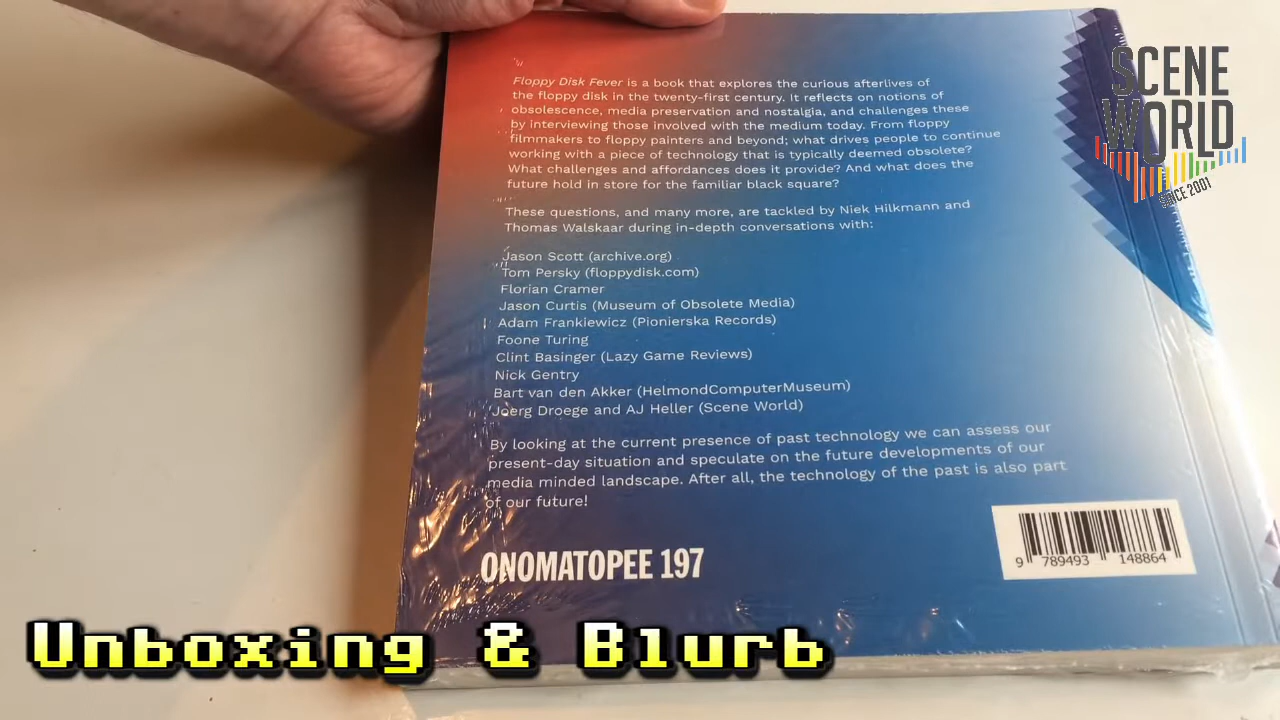 Floppy Disk Fever is a book that explores the curious afterlives of
the floppy disk in the twenty-first century. It reflects on notions of
obsolescence, media preservation and nostalgia, and challenges these
by interviewing those involved with the medium today. From floppy
filmmakers to floppy painters and beyond; what drives people to continue
working with a piece of technology that is typically deemed obsolete?
What challenges and affordances does it provide? And what does the
future hold in store for the familiar black square?
These questions, and many more, are tackled by Niek Hilkmann and
Thomas Walskaar during in-depth conversations with:
Jason Scott (archive.org)
Tom Persky (floppydisk.com)
Florian Cramer
Jason Curtis (Museum of Obsolete Media)
Adam Frankiewicz (Pionierska Records)
Foone Turing
Clint Basinger (Lazy Game Reviews)
Nick Gentry
Bart van den Akker (HelmondComputerMuseum)
Joerg Droege and AJ Heller (Scene World)
By looking at the current presence of past technology we can assess our
present-day situation and speculate on the future developments of our
media minded landscape. After all, the technology of the past is also part
of our future!
ONOMATOPEE 197
9 789493 148864
SCENE
WORLD
SINCE 2001
Unboxing & Blurb